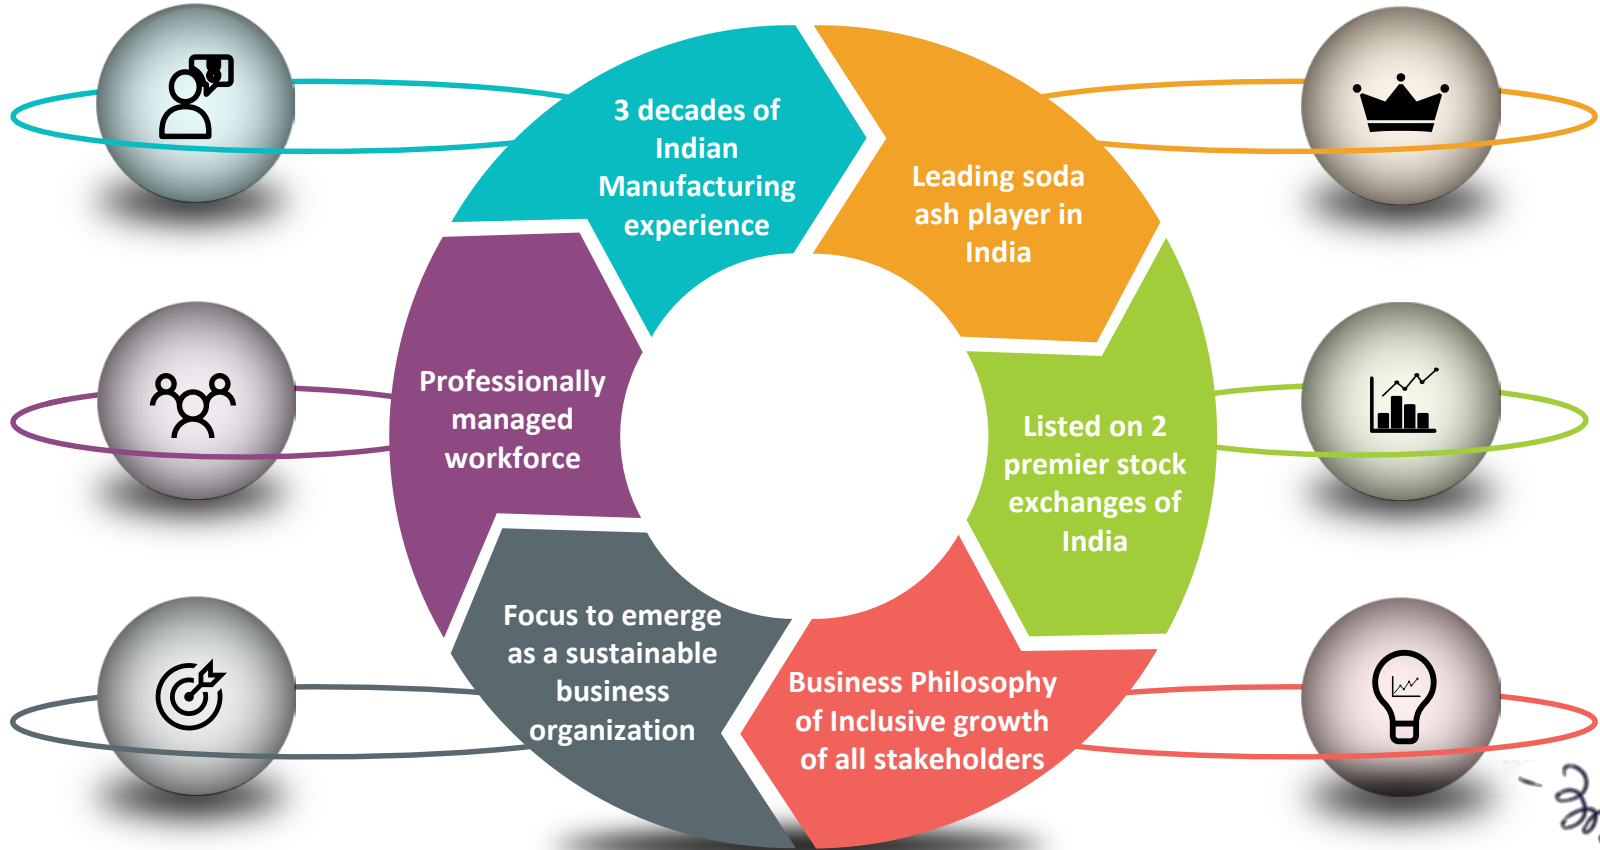 3 decades of
Indian
Manufacturing
experience
Leading soda
ash player in
India
Listed on 2
premier stock
exchanges of
India
Business Philosophy
of Inclusive growth
of all stakeholders
Focus to emerge
as a sustainable
business
organization
Professionally
managed
workforce